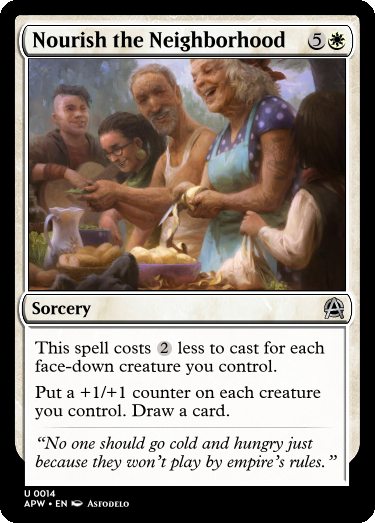 Nourish the Neighborhood 5
Sorcery
This spell costs 2 less to cast for each
face-down creature you control.
Put a +1/+1 counter on each creature
you control. Draw a card.
“No one should go cold and hungry just
because they won’t play by empire’s rules.”
U 0014
APW • EN Asfodelo